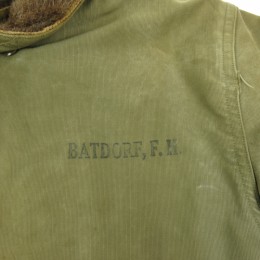 BATDORF, F. H.